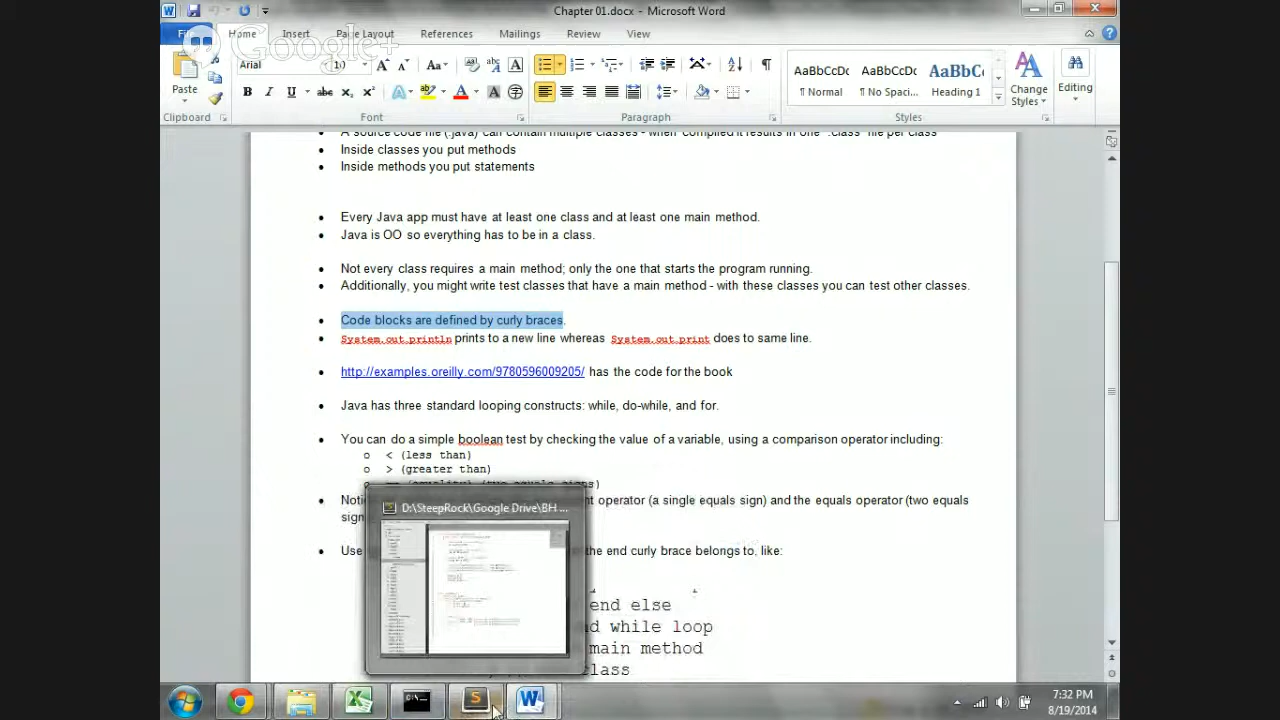 Chapter 01.docx - Microsoft Word
Google+
File Home Insert Page Layout References Mailings Review View
Paste
Arial
10
AaBbCcDc AaBbCcDc AaBbC
¶ Normal ¶ No Spaci... Heading 1
Change Styles
Editing
Clipboard Font Paragraph Styles
A source code file (.java) can contain multiple classes - when compiled it results in one ".class" file per class
Inside classes you put methods
Inside methods you put statements
Every Java app must have at least one class and at least one main method.
Java is OO so everything has to be in a class.
Not every class requires a main method; only the one that starts the program running.
Additionally, you might write test classes that have a main method - with these classes you can test other classes.
Code blocks are defined by curly braces.
System.out.println prints to a new line whereas System.out.print does to same line.
http://examples.oreilly.com/9780596009205/ has the code for the book
Java has three standard looping constructs: while, do-while, and for.
You can do a simple boolean test by checking the value of a variable, using a comparison operator including:
o < (less than)
o > (greater than)
o == (equality) (two equals signs)
D:\SteepRock\Google Drive\BH ...
operator (a single equals sign) and the equals operator (two equals
sign
Use the end curly brace belongs to, like:
end else
while loop
main method
class
7:32 PM
8/19/2014